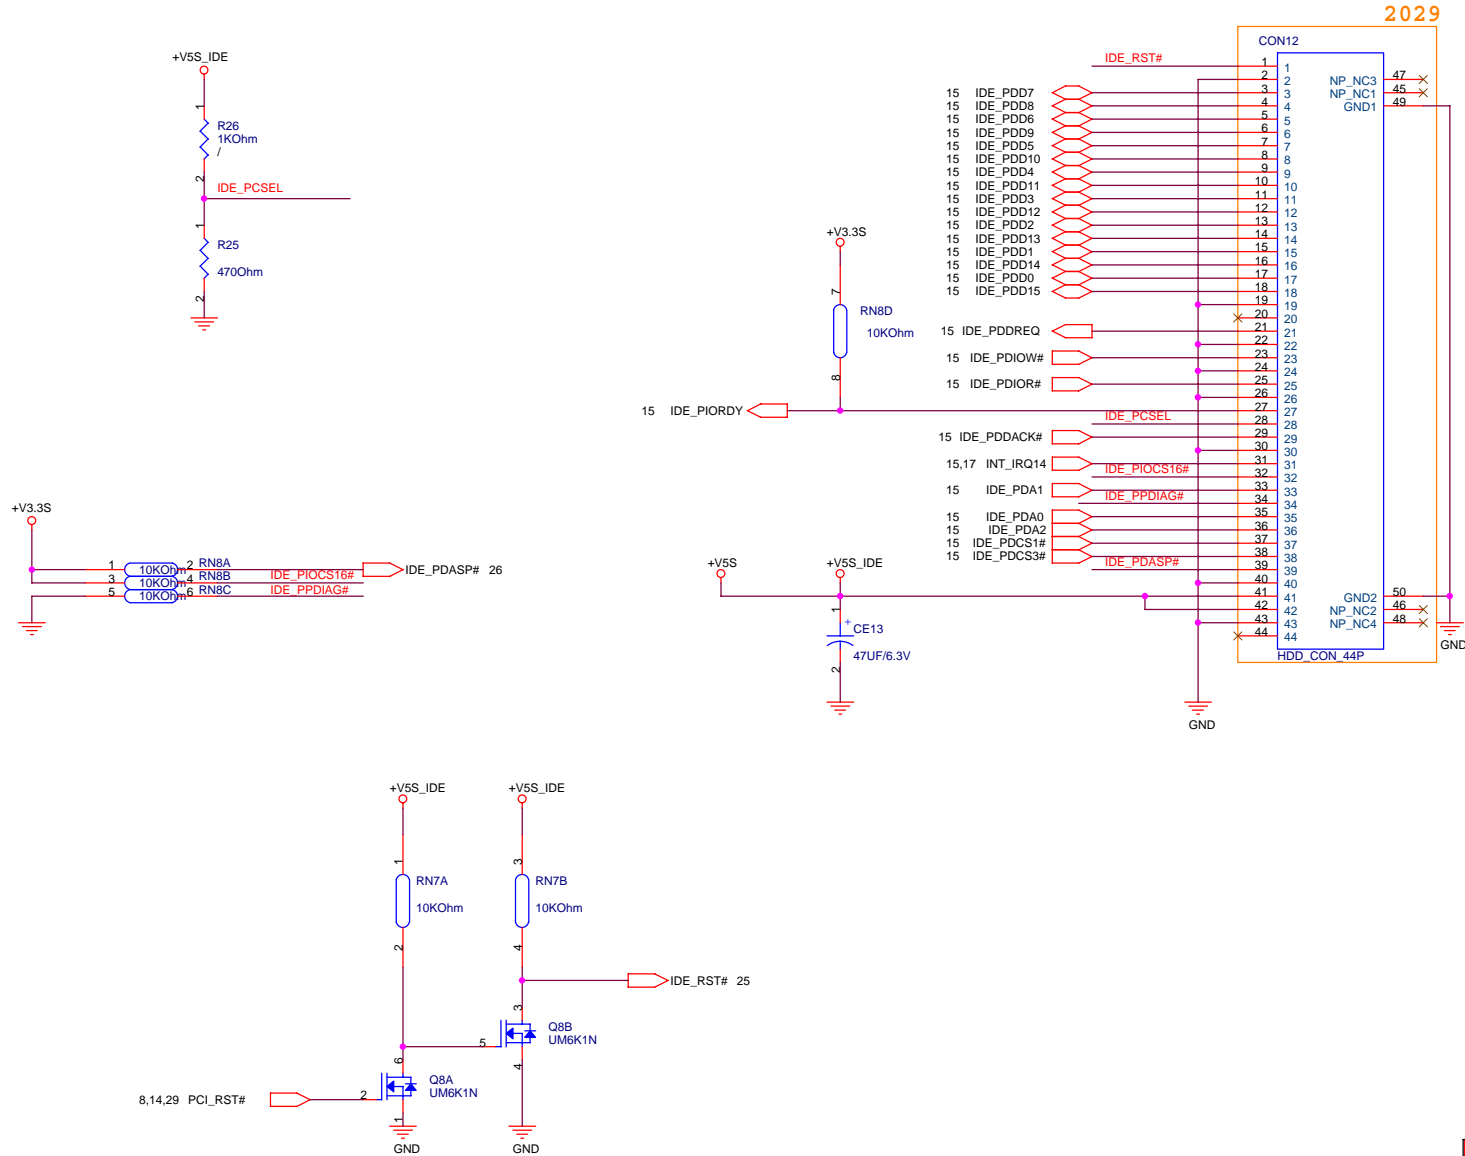 2029
CON12
+V5S_IDE
1
R26
1KOhm
/
2
IDE_PCSEL
1
R25
470Ohm
2
IDE_RST# 1 1
2 2
15 IDE_PDD7 3 3
15 IDE_PDD8 4 4
15 IDE_PDD6 5 5
15 IDE_PDD9 6 6
15 IDE_PDD5 7 7
15 IDE_PDD10 8 8
15 IDE_PDD4 9 9
15 IDE_PDD11 10 10
15 IDE_PDD3 11 11
15 IDE_PDD12 12 12
15 IDE_PDD2 13 13
15 IDE_PDD13 14 14
15 IDE_PDD1 15 15
15 IDE_PDD14 16 16
15 IDE_PDD0 17 17
15 IDE_PDD15 18 18
19 19
20 20
15 IDE_PDDREQ 21 21
22 22
15 IDE_PDIOW# 23 23
24 24
15 IDE_PDIOR# 25 25
26 26
15 IDE_PIORDY 27 27
IDE_PCSEL 28 28
15 IDE_PDDACK# 29 29
30 30
15,17 INT_IRQ14 31 31
IDE_PIOCS16# 32 32
15 IDE_PDA1 33 33
IDE_PPDIAG# 34 34
15 IDE_PDA0 35 35
15 IDE_PDA2 36 36
15 IDE_PDCS1# 37 37
15 IDE_PDCS3# 38 38
IDE_PDASP# 39 39
40 40
41 41
42 42
43 43
44 44
NP_NC3 47
NP_NC1 45
GND1 49
GND2 50
NP_NC2 46
NP_NC4 48
GND
HDD_CON_44P
GND
+V3.3S
7
RN8D
10KOhm
8
+V5S
+V5S_IDE
1
+
CE13
47UF/6.3V
2
+V3.3S
1 10KOhm 2 RN8A
IDE_PDASP# 26
3 10KOhm 4 RN8B IDE_PIOCS16#
5 10KOhm 6 RN8C IDE_PPDIAG#
+V5S_IDE
+V5S_IDE
1
RN7A
10KOhm
2
3
RN7B
10KOhm
4
IDE_RST# 25
3
Q8B
UM6K1N
5
4
6
Q8A
UM6K1N
8,14,29 PCI_RST# 2
1
GND
GND